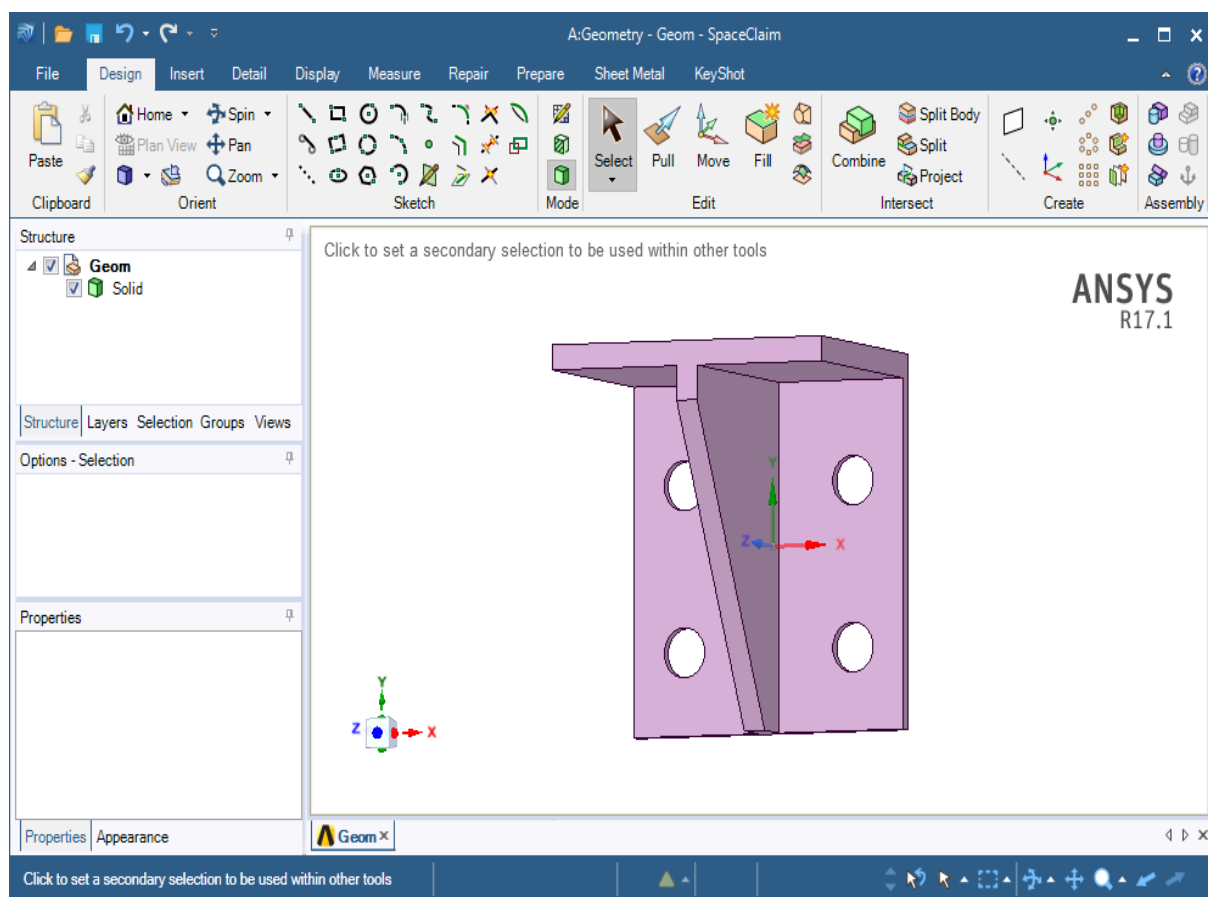 A:Geometry - Geom - SpaceClaim
File Design Insert Detail Display Measure Repair Prepare Sheet Metal KeyShot
Paste
Home
Plan View
Spin
Pan
Zoom
Select
Pull
Move
Fill
Combine
Split Body
Split
Project
Clipboard Orient Sketch Mode Edit Intersect Create Assembly
Structure
Geom
Solid
Structure Layers Selection Groups Views
Options - Selection
Properties
Properties Appearance
Click to set a secondary selection to be used within other tools
ANSYS
R17.1
Y
Z
X
Y
Z
X
Geom
Click to set a secondary selection to be used within other tools